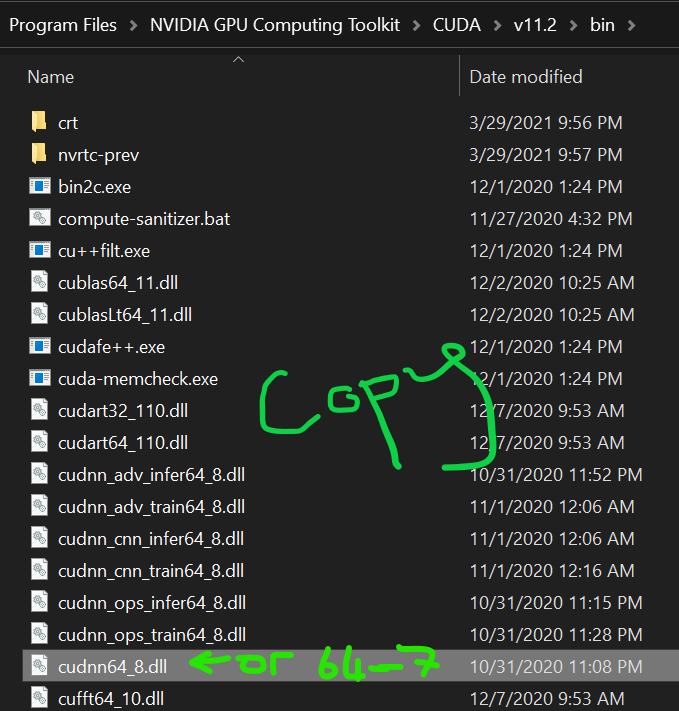 Program Files > NVIDIA GPU Computing Toolkit > CUDA > v11.2 > bin >
Name Date modified
crt 3/29/2021 9:56 PM
nvrtc-prev 3/29/2021 9:57 PM
bin2c.exe 12/1/2020 1:24 PM
compute-sanitizer.bat 11/27/2020 4:32 PM
cu++filt.exe 12/1/2020 1:24 PM
cublas64_11.dll 12/2/2020 10:25 AM
cublasLt64_11.dll 12/2/2020 10:25 AM
cudafe++.exe 12/1/2020 1:24 PM
cuda-memcheck.exe 12/1/2020 1:24 PM
Copy
cudart32_110.dll 12/7/2020 9:53 AM
cudart64_110.dll 12/7/2020 9:53 AM
cudnn_adv_infer64_8.dll 10/31/2020 11:52 PM
cudnn_adv_train64_8.dll 11/1/2020 12:06 AM
cudnn_cnn_infer64_8.dll 11/1/2020 12:06 AM
cudnn_cnn_train64_8.dll 11/1/2020 12:16 AM
cudnn_ops_infer64_8.dll 10/31/2020 11:15 PM
cudnn_ops_train64_8.dll 10/31/2020 11:28 PM
cudnn64_8.dll ← or 64-7 10/31/2020 11:08 PM
cufft64_10.dll 12/7/2020 9:53 AM